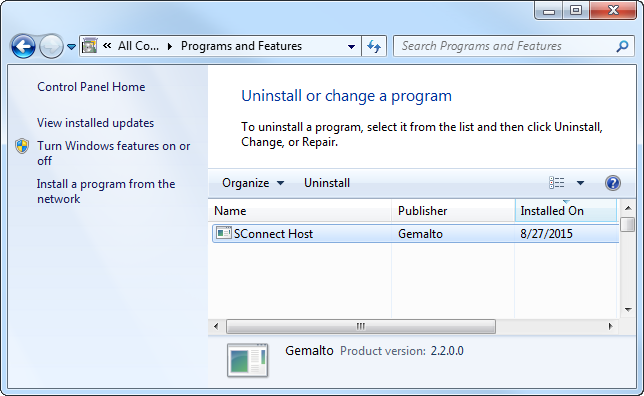 « All Co... Programs and Features Search Programs and Features
Control Panel Home
View installed updates
Turn Windows features on or
off
Install a program from the
network
Uninstall or change a program
To uninstall a program, select it from the list and then click Uninstall,
Change, or Repair.
Organize Uninstall
Name Publisher Installed On
SConnect Host Gemalto 8/27/2015
Gemalto Product version: 2.2.0.0